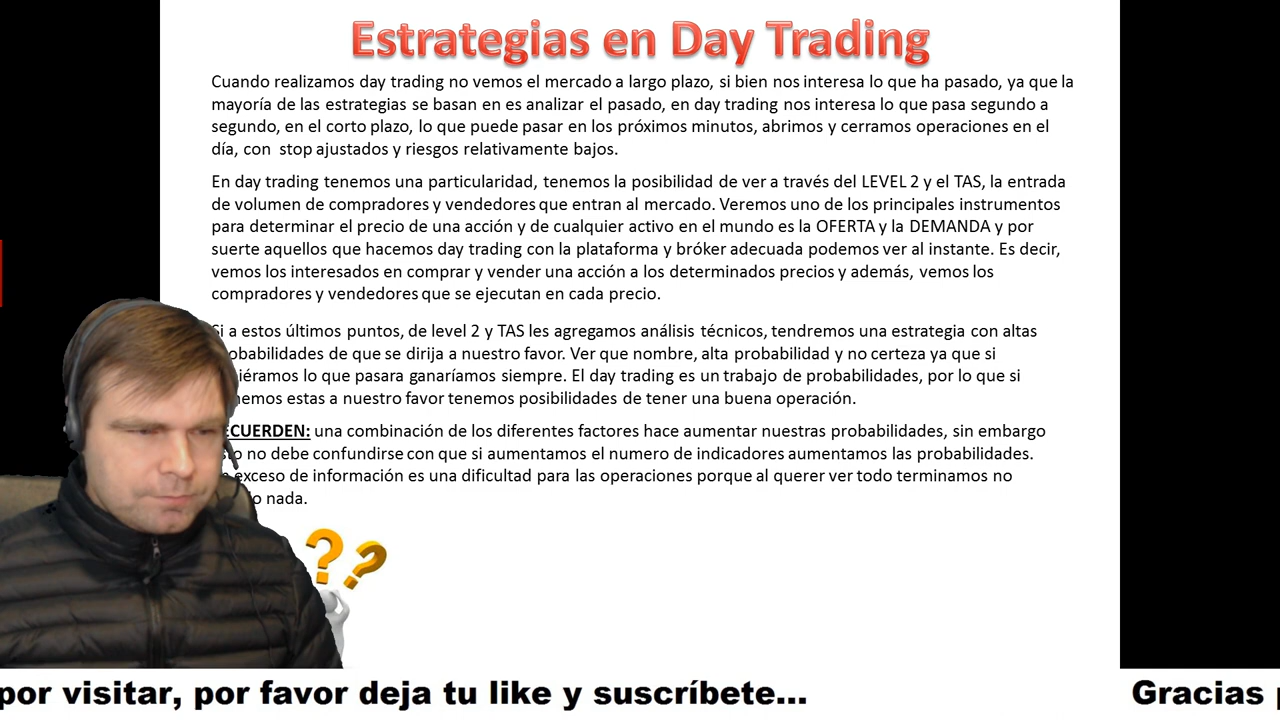 Estrategias en Day Trading
Cuando realizamos day trading no vemos el mercado a largo plazo, si bien nos interesa lo que ha pasado, ya que la
mayoría de las estrategias se basan en es analizar el pasado, en day trading nos interesa lo que pasa segundo a
segundo, en el corto plazo, lo que puede pasar en los próximos minutos, abrimos y cerramos operaciones en el
día, con stop ajustados y riesgos relativamente bajos.
En day trading tenemos una particularidad, tenemos la posibilidad de ver a través del LEVEL 2 y el TAS, la entrada
de volumen de compradores y vendedores que entran al mercado. Veremos uno de los principales instrumentos
para determinar el precio de una acción y de cualquier activo en el mundo es la OFERTA y la DEMANDA y por
suerte aquellos que hacemos day trading con la plataforma y bróker adecuada podemos ver al instante. Es decir,
vemos los interesados en comprar y vender una acción a los determinados precios y además, vemos los
compradores y vendedores que se ejecutan en cada precio.
Si a estos últimos puntos, de level 2 y TAS les agregamos análisis técnicos, tendremos una estrategia con altas
obabilidades de que se dirija a nuestro favor. Ver que nombre, alta probabilidad y no certeza ya que si
iéramos lo que pasara ganaríamos siempre. El day trading es un trabajo de probabilidades, por lo que si
nemos estas a nuestro favor tenemos posibilidades de tener una buena operación.
CUERDEN: una combinación de los diferentes factores hace aumentar nuestras probabilidades, sin embargo
to no debe confundirse con que si aumentamos el numero de indicadores aumentamos las probabilidades.
exceso de información es una dificultad para las operaciones porque al querer ver todo terminamos no
o nada.
??
por visitar, por favor deja tu like y suscríbete... Gracias